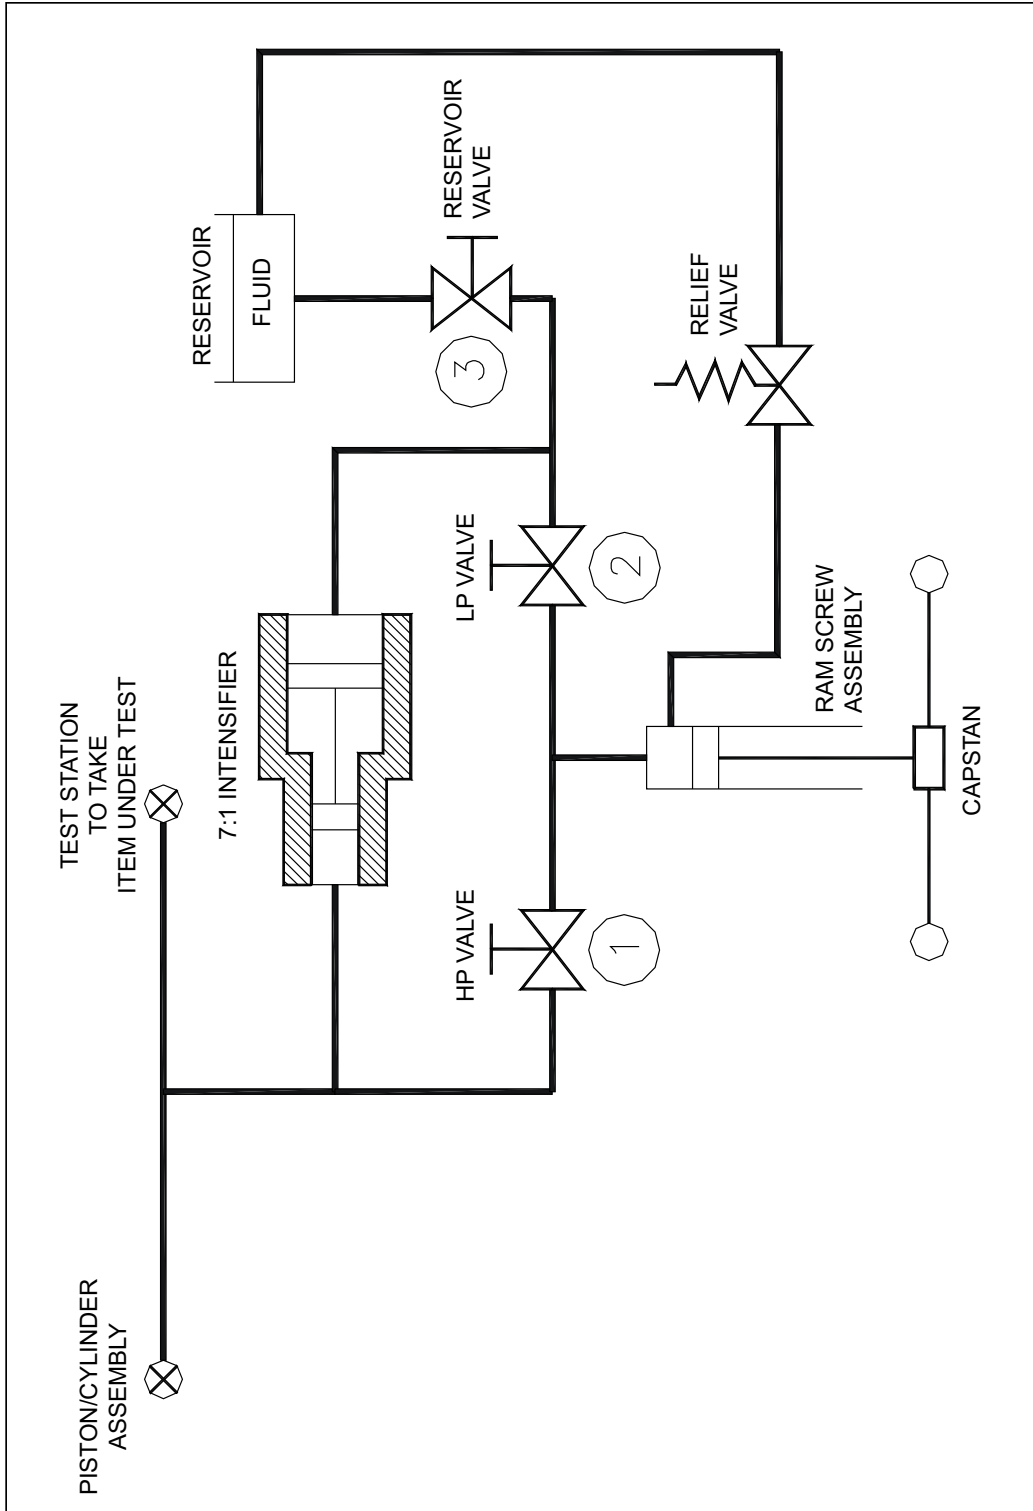 PISTON/CYLINDER
ASSEMBLY
TEST STATION
TO TAKE
ITEM UNDER TEST
7:1 INTENSIFIER
RESERVOIR
FLUID
RESERVOIR
VALVE
3
HP VALVE
1
LP VALVE
2
RELIEF
VALVE
RAM SCREW
ASSEMBLY
CAPSTAN